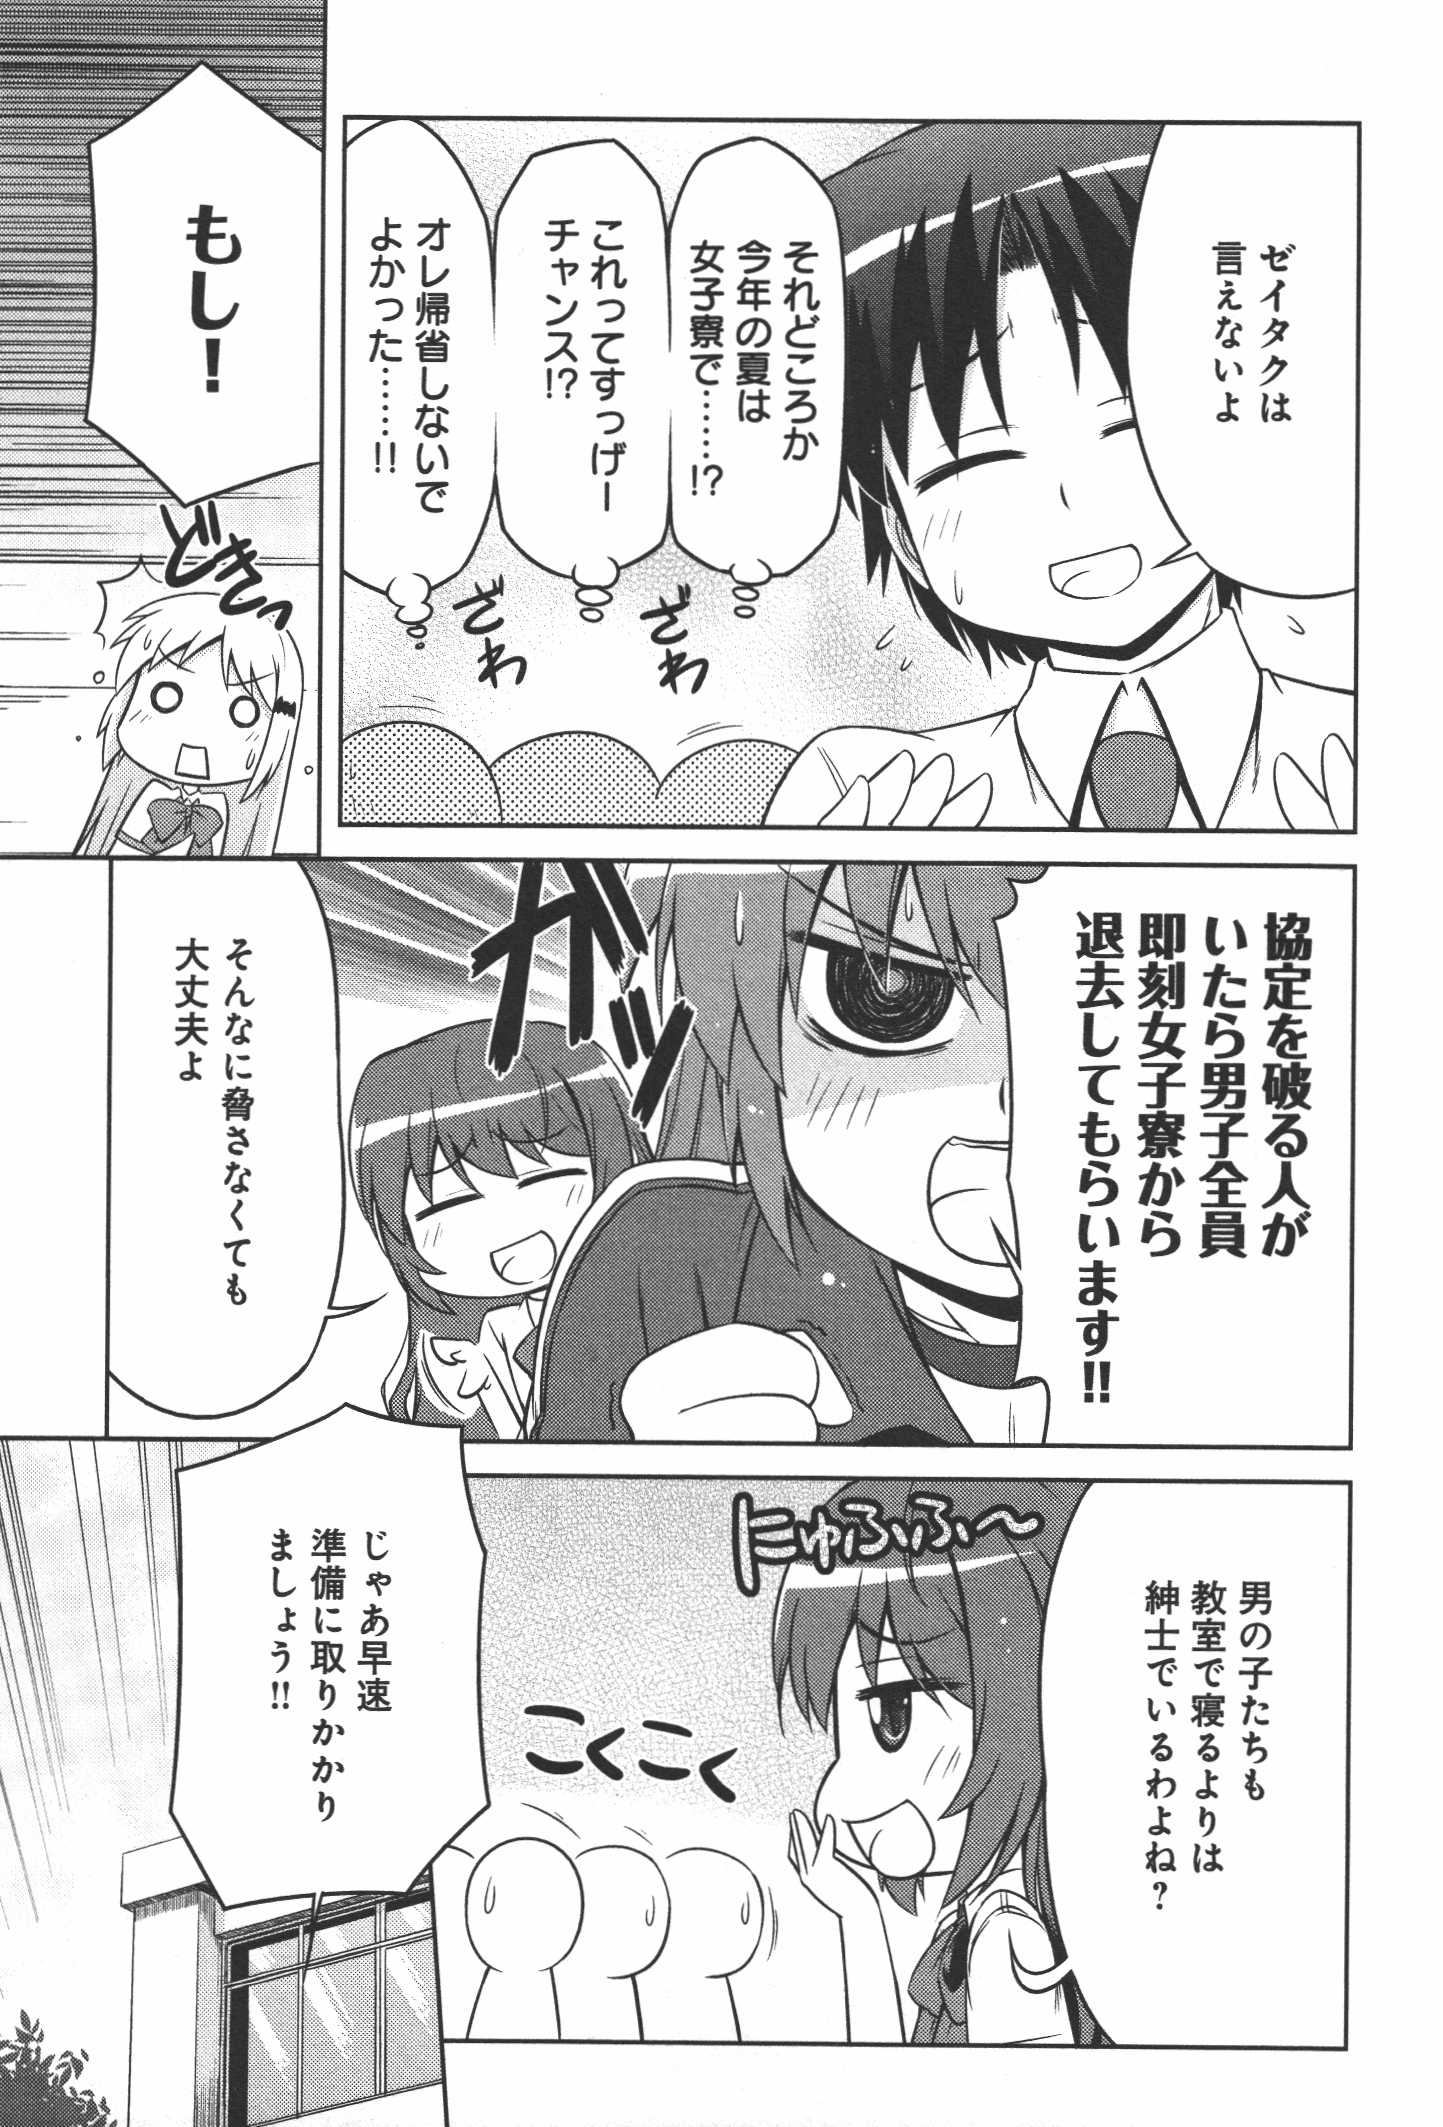 ゼイタクは
言えないよ
それどころか
今年の夏は
女子寮で……!?
これってすっげー
チャンス!?
オレ帰省しないで
よかった……!!
ざわ
ざわ
もし!
どきっ
協定を破る人が
いたら男子全員
即刻女子寮から
退去してもらいます!!
ガッ
そんなに脅さなくても
大丈夫よ
男の子たちも
教室で寝るよりは
紳士でいるわよね?
にゅふふふ〜
こくこく
じゃあ早速
準備に取りかかり
ましょう!!